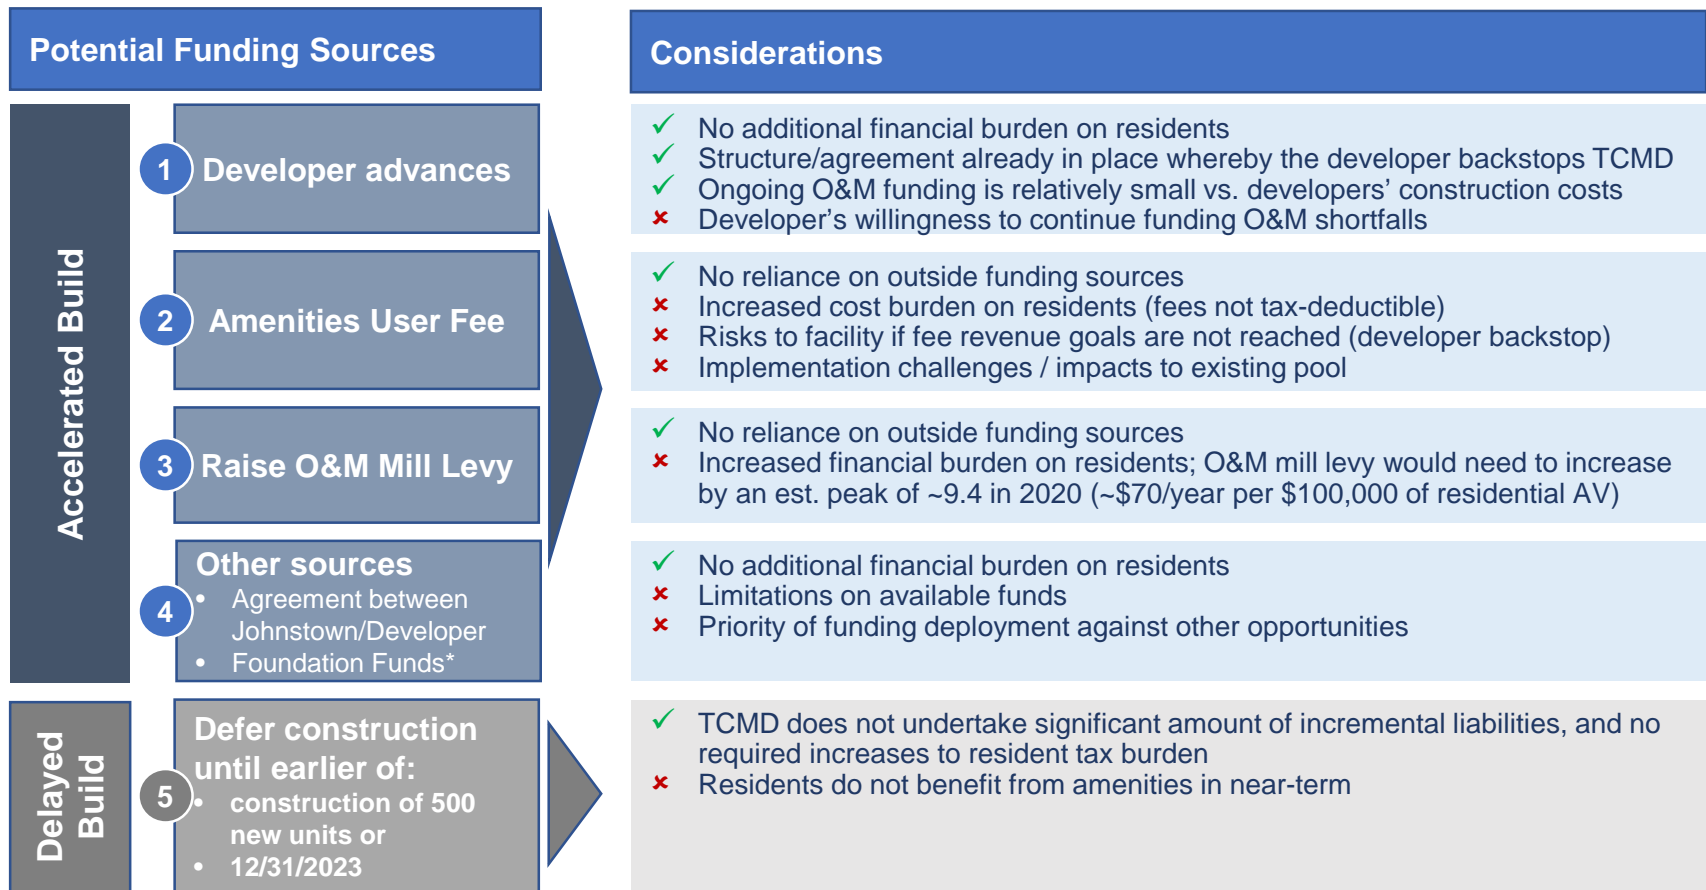 Potential Funding Sources
Considerations
Accelerated Build
1
Developer advances
✓ No additional financial burden on residents
✓ Structure/agreement already in place whereby the developer backstops TCMD
✓ Ongoing O&M funding is relatively small vs. developers’ construction costs
✗ Developer’s willingness to continue funding O&M shortfalls
2
Amenities User Fee
✓ No reliance on outside funding sources
✗ Increased cost burden on residents (fees not tax-deductible)
✗ Risks to facility if fee revenue goals are not reached (developer backstop)
✗ Implementation challenges / impacts to existing pool
3
Raise O&M Mill Levy
✓ No reliance on outside funding sources
✗ Increased financial burden on residents; O&M mill levy would need to increase
by an est. peak of ~9.4 in 2020 (~$70/year per $100,000 of residential AV)
4
Other sources
• Agreement between
Johnstown/Developer
• Foundation Funds*
✓ No additional financial burden on residents
✗ Limitations on available funds
✗ Priority of funding deployment against other opportunities
Delayed
Build
5
Defer construction
until earlier of:
• construction of 500
new units or
• 12/31/2023
✓ TCMD does not undertake significant amount of incremental liabilities, and no
required increases to resident tax burden
✗ Residents do not benefit from amenities in near-term